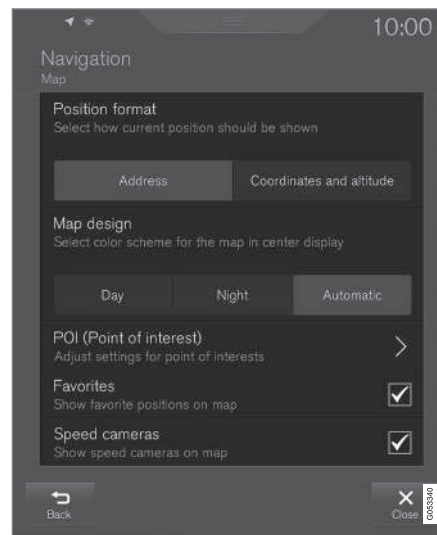 10:00
Navigation
Map
Position format
Select how current position should be shown
Address Coordinates and altitude
Map design
Select color scheme for the map in center display
Day Night Automatic
POI (Point of interest)
Adjust settings for point of interests
Favorites
Show favorite positions on map
Speed cameras
Show speed cameras on map
Back Close
G053340